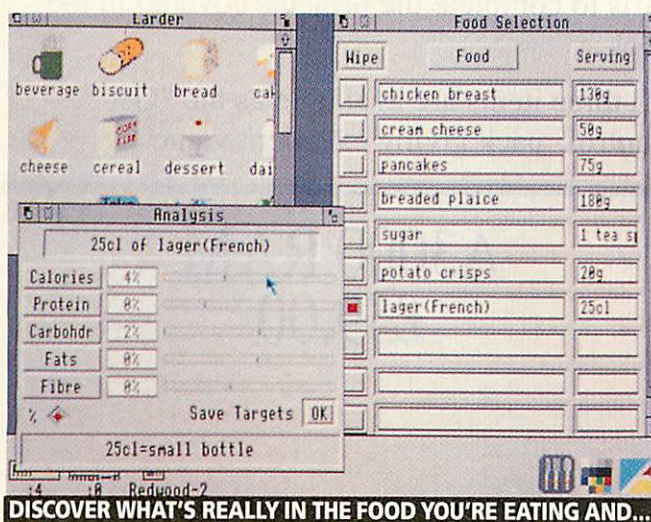 Larder
beverage biscuit bread
cheese cereal dessert
Analysis
25cl of lager(French)
Calories 4%
Protein 0%
Carbohdr 2%
Fats 0%
Fibre 0%
%
Save Targets OK
25cl=small bottle
:4 :0 Redwood-2
Food Selection
Wipe Food Serving
chicken breast 130g
cream cheese 50g
pancakes 75g
breaded plaice 180g
sugar 1 tea
potato crisps 20g
lager(French) 25cl
DISCOVER WHAT'S REALLY IN THE FOOD YOU'RE EATING AND...